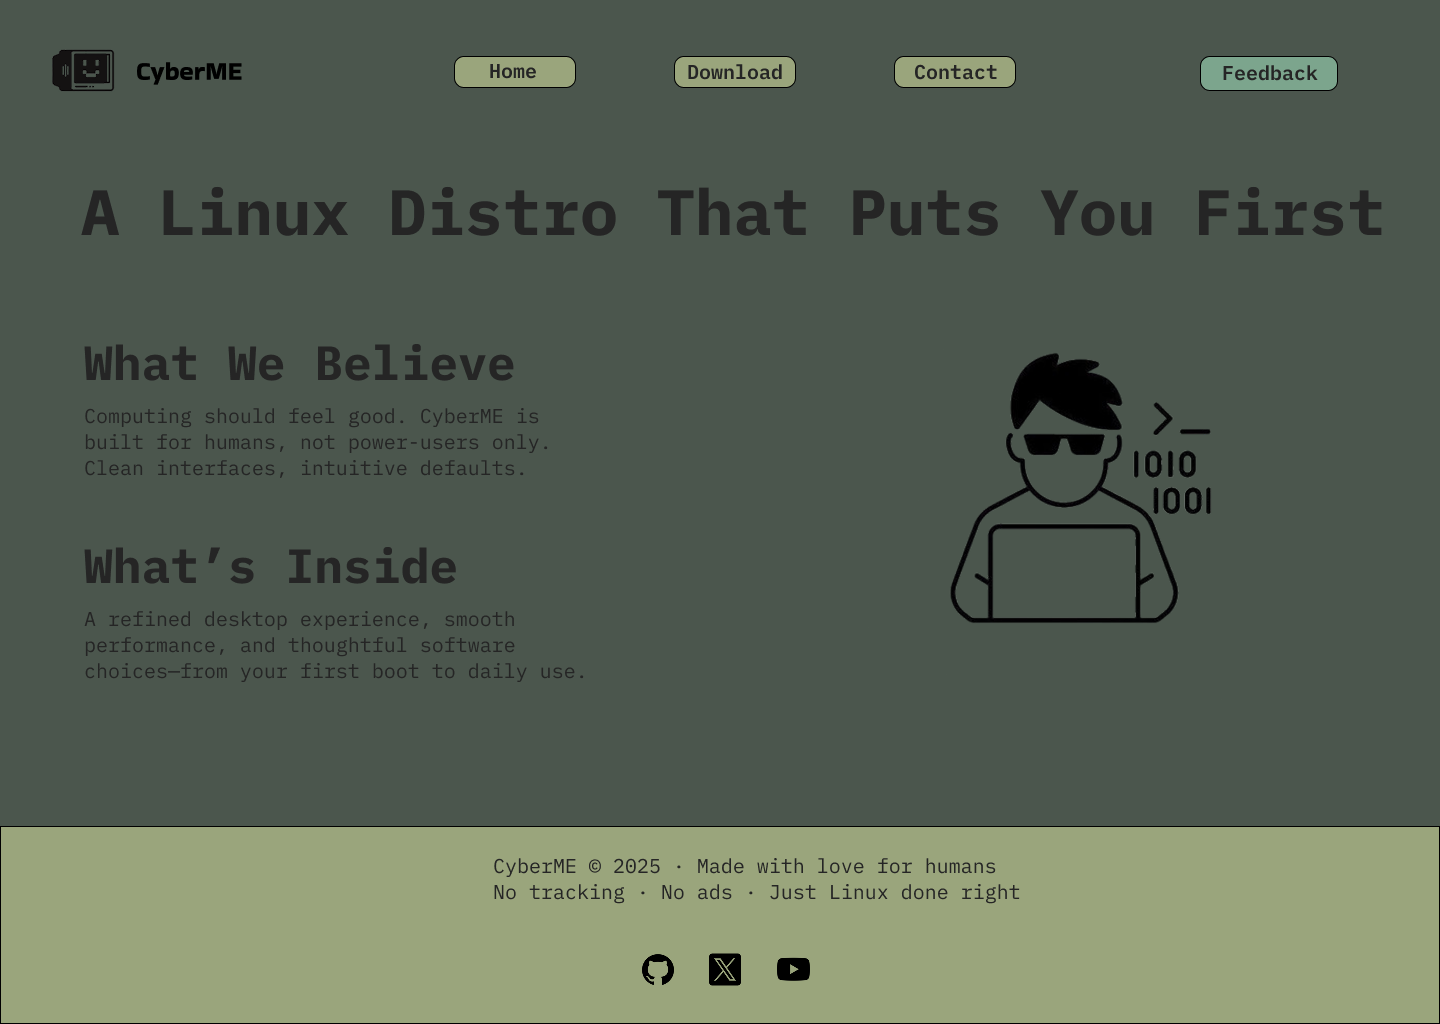 CyberME
Home
Download
Contact
Feedback
A Linux Distro That Puts You First
What We Believe
Computing should feel good. CyberME is
built for humans, not power-users only.
Clean interfaces, intuitive defaults.
>_
1010
1001
What’s Inside
A refined desktop experience, smooth
performance, and thoughtful software
choices—from your first boot to daily use.
CyberME © 2025 · Made with love for humans
No tracking · No ads · Just Linux done right